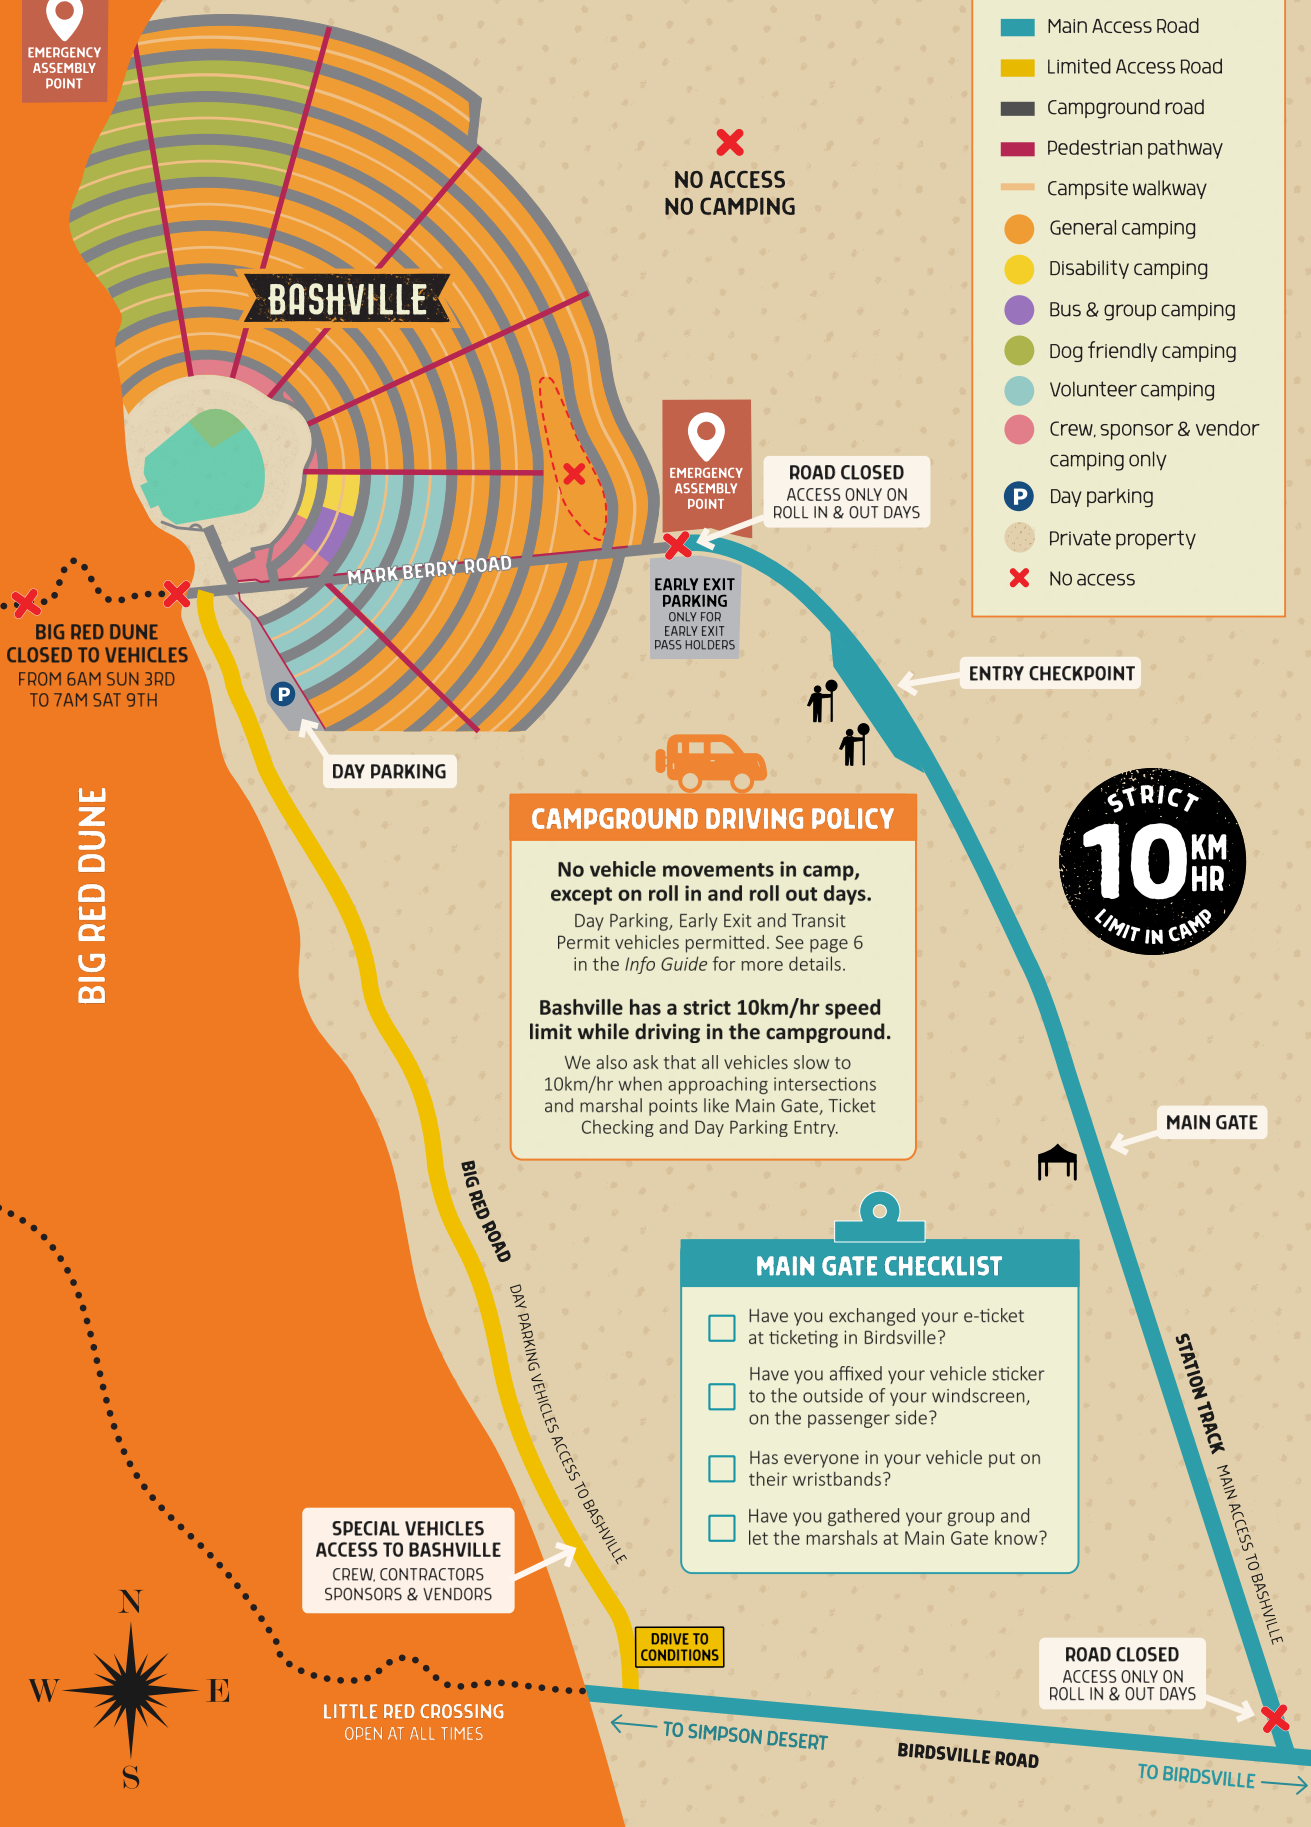 EMERGENCY
ASSEMBLY
POINT
Main Access Road
Limited Access Road
Campground road
Pedestrian pathway
Campsite walkway
General camping
Disability camping
Bus & group camping
Dog friendly camping
Volunteer camping
Crew, sponsor & vendor
camping only
P Day parking
Private property
No access
NO ACCESS
NO CAMPING
BASHVILLE
EMERGENCY
ASSEMBLY
POINT
ROAD CLOSED
ACCESS ONLY ON
ROLL IN & OUT DAYS
MARK BERRY ROAD
EARLY EXIT
PARKING
ONLY FOR
EARLY EXIT
PASS HOLDERS
BIG RED DUNE
CLOSED TO VEHICLES
FROM 6AM SUN 3RD
TO 7AM SAT 9TH
P
DAY PARKING
ENTRY CHECKPOINT
BIG RED DUNE
CAMPGROUND DRIVING POLICY
No vehicle movements in camp,
except on roll in and roll out days.
Day Parking, Early Exit and Transit
Permit vehicles permitted. See page 6
in the Info Guide for more details.
Bashville has a strict 10km/hr speed
limit while driving in the campground.
We also ask that all vehicles slow to
10km/hr when approaching intersections
and marshal points like Main Gate, Ticket
Checking and Day Parking Entry.
STRICT
10 KM
HR
LIMIT IN CAMP
MAIN GATE
BIG RED ROAD DAY PARKING VEHICLES ACCESS TO BASHVILLE
MAIN GATE CHECKLIST
Have you exchanged your e-ticket
at ticketing in Birdsville?
Have you affixed your vehicle sticker
to the outside of your windscreen,
on the passenger side?
Has everyone in your vehicle put on
their wristbands?
Have you gathered your group and
let the marshals at Main Gate know?
STATION TRACK MAIN ACCESS TO BASHVILLE
SPECIAL VEHICLES
ACCESS TO BASHVILLE
CREW, CONTRACTORS
SPONSORS & VENDORS
DRIVE TO
CONDITIONS
ROAD CLOSED
ACCESS ONLY ON
ROLL IN & OUT DAYS
N
W E
S
LITTLE RED CROSSING
OPEN AT ALL TIMES
TO SIMPSON DESERT
BIRDSVILLE ROAD
TO BIRDSVILLE